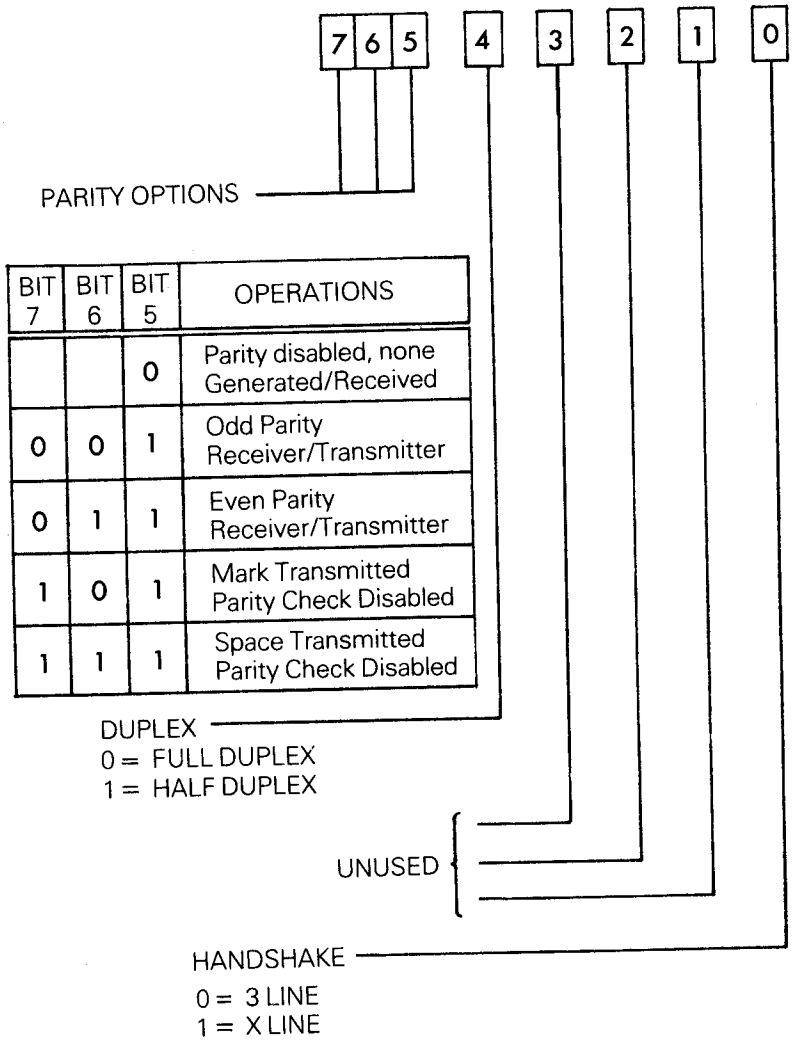 7 6 5 4 3 2 1 0
PARITY OPTIONS
BIT 7 BIT 6 BIT 5 OPERATIONS
0 Parity disabled, none
Generated/Received
0 0 1 Odd Parity
Receiver/Transmitter
0 1 1 Even Parity
Receiver/Transmitter
1 0 1 Mark Transmitted
Parity Check Disabled
1 1 1 Space Transmitted
Parity Check Disabled
DUPLEX
0 = FULL DUPLEX
1 = HALF DUPLEX
UNUSED
HANDSHAKE
0 = 3 LINE
1 = X LINE